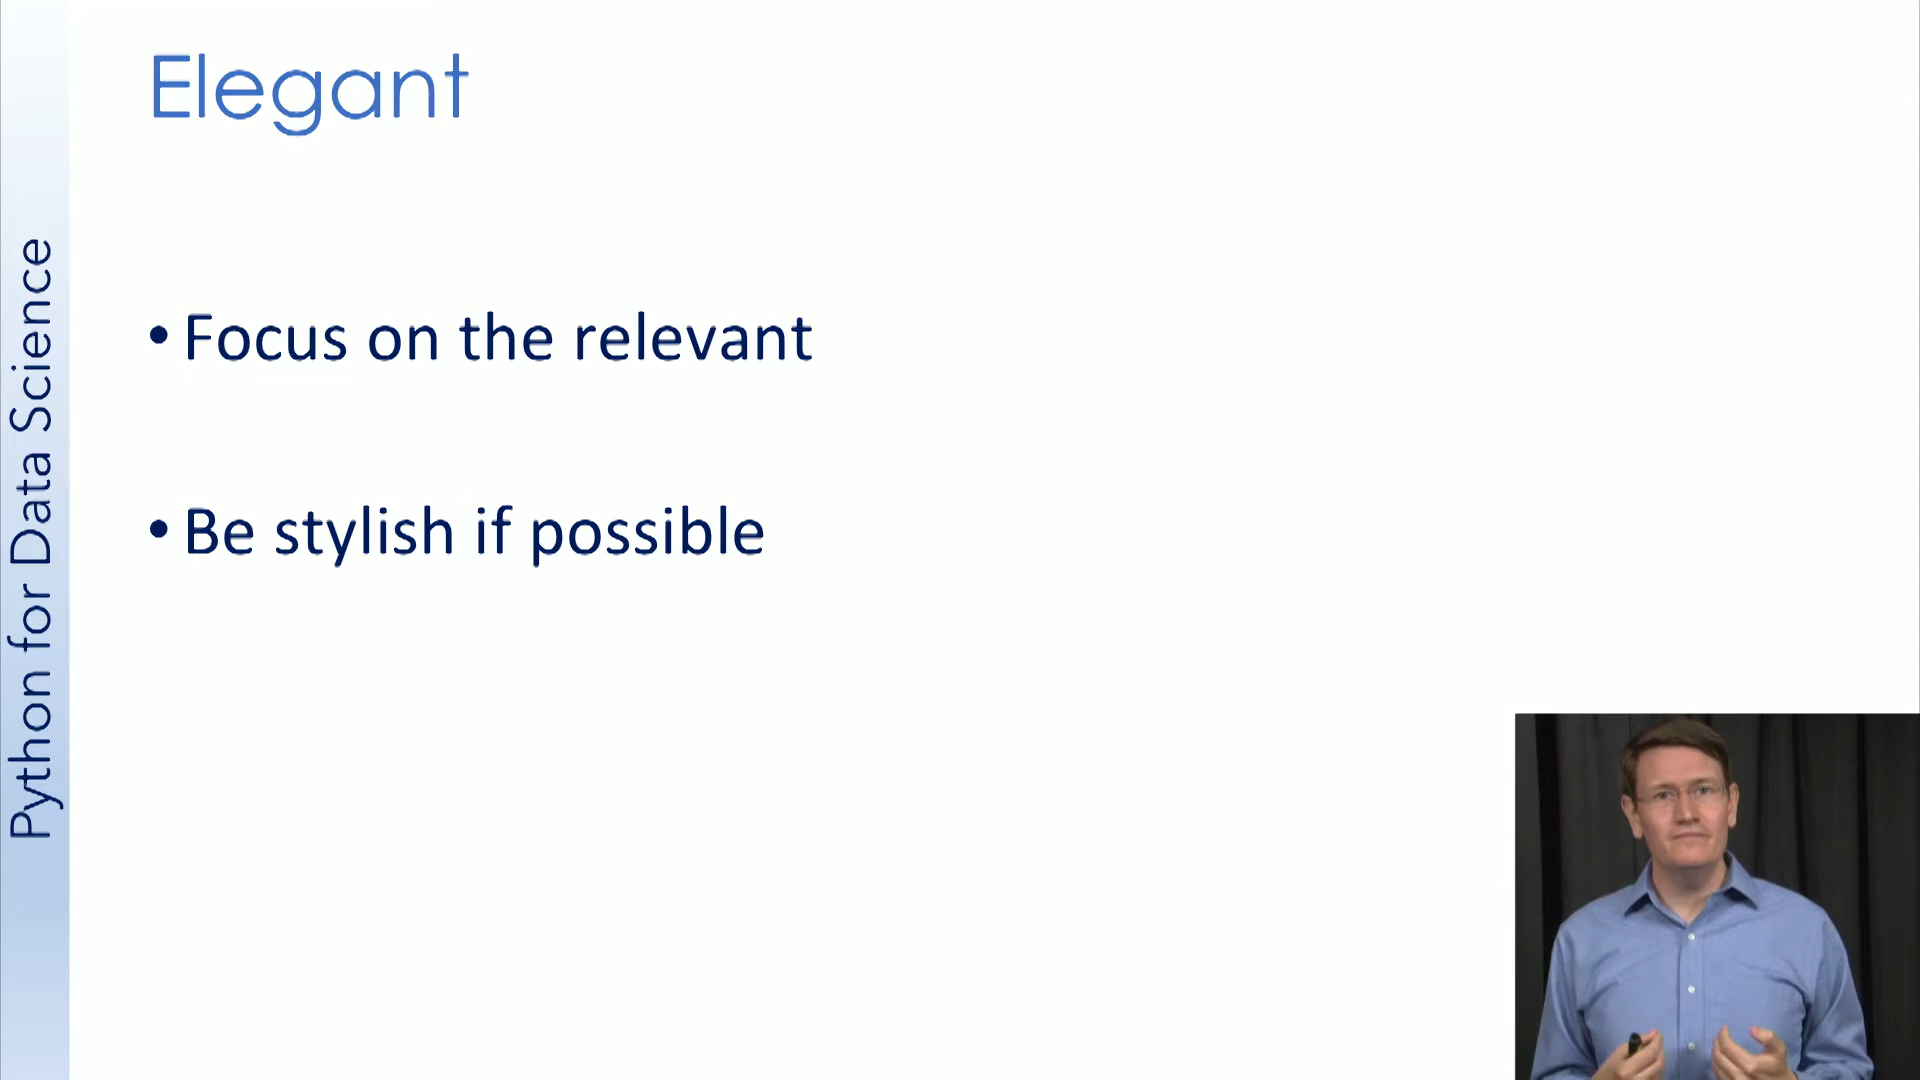 Elegant
• Focus on the relevant
• Be stylish if possible
Python for Data Science